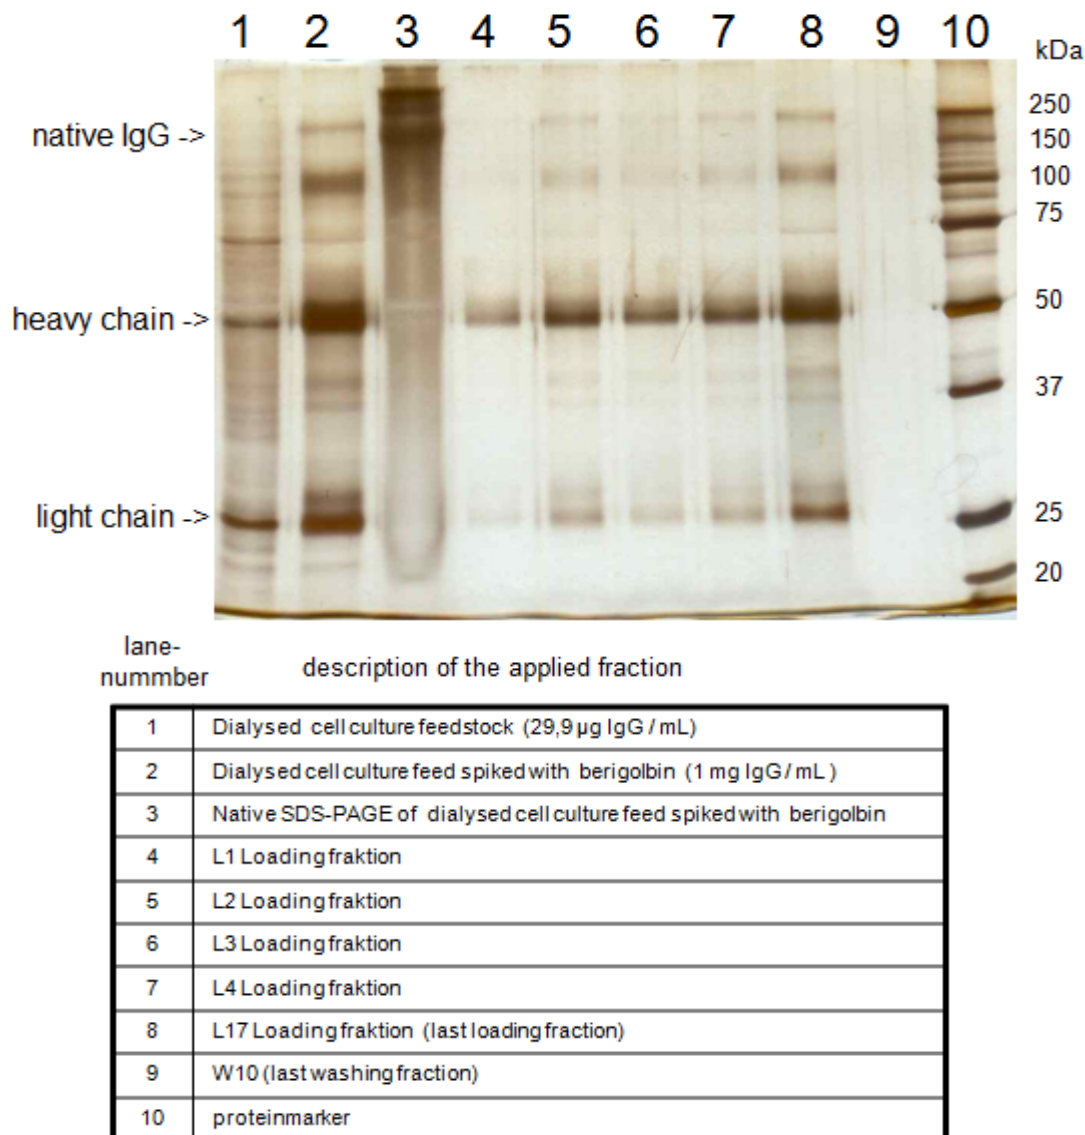 1 2 3 4 5 6 7 8 9 10
kDa
native IgG ->
heavy chain ->
light chain ->
250
150
100
75
50
37
25
20
lane-
nummber
description of the applied fraction
1 Dialysed cell culture feedstock (29,9 µg IgG / mL)
2 Dialysed cell culture feed spiked with berigolbin (1 mg IgG / mL )
3 Native SDS-PAGE of dialysed cell culture feed spiked with berigolbin
4 L1 Loading fraktion
5 L2 Loading fraktion
6 L3 Loading fraktion
7 L4 Loading fraktion
8 L17 Loading fraktion (last loading fraction)
9 W10 (last washing fraction)
10 proteinmarker